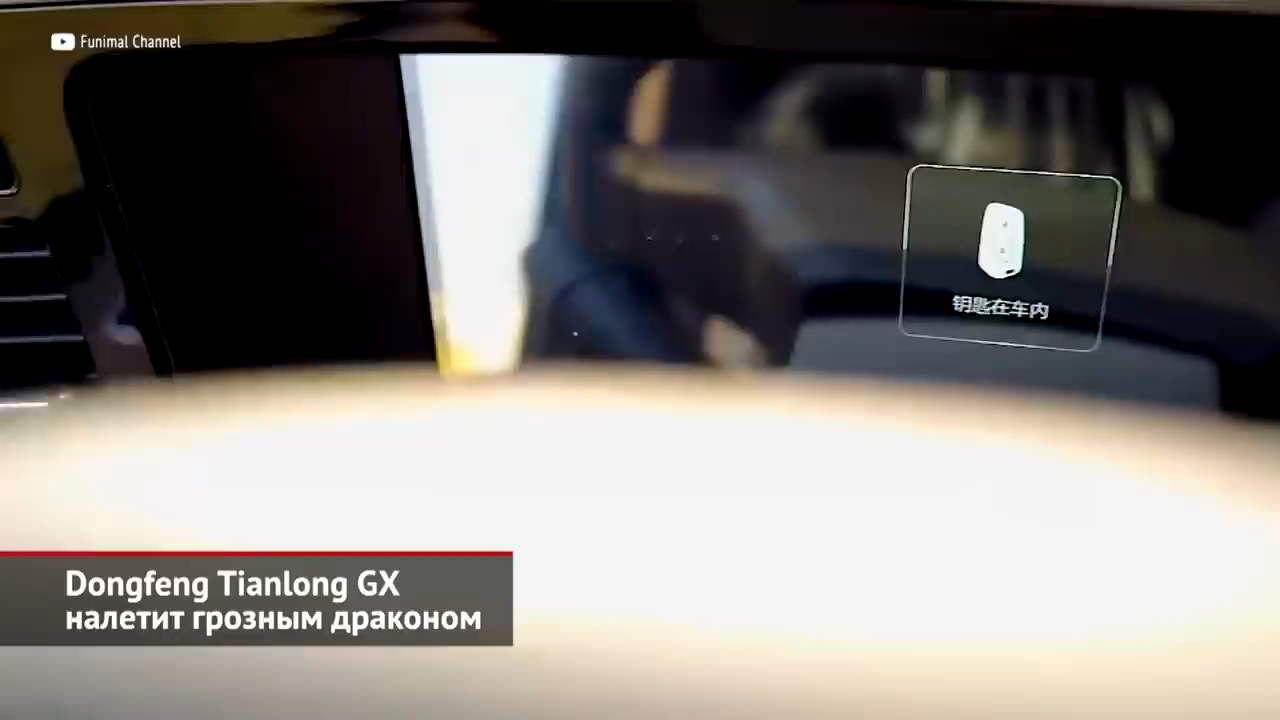 Funimal Channel
钥匙在车内
Dongfeng Tianlong GX
налетит грозным драконом